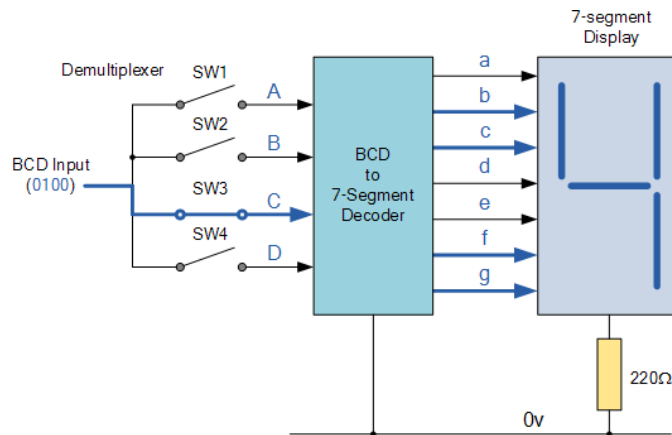 7-segment
Display
Demultiplexer
SW1
A
a
b
SW2
B
c
BCD Input
(0100)
SW3
C
BCD
to
7-Segment
Decoder
d
e
SW4
D
f
g
220Ω
0v